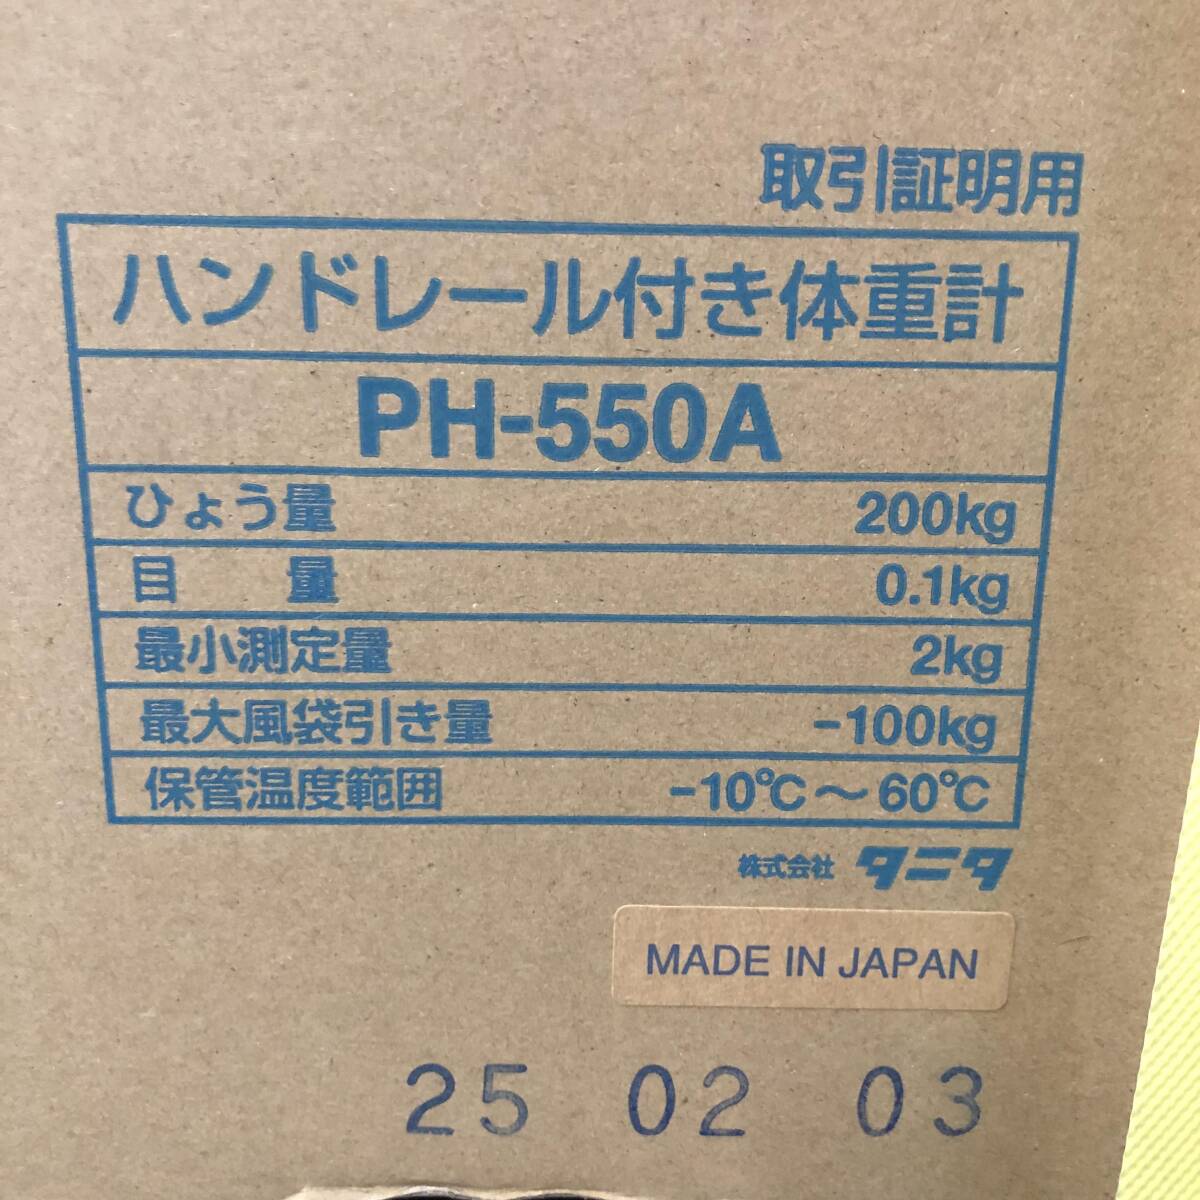 取引証明用
ハンドレール付き体重計
PH-550A
ひょう量 200kg
目量 0.1kg
最小測定量 2kg
最大風袋引き量 -100kg
保管温度範囲 -10℃～60℃
株式会社 タニタ
MADE IN JAPAN
25 02 03